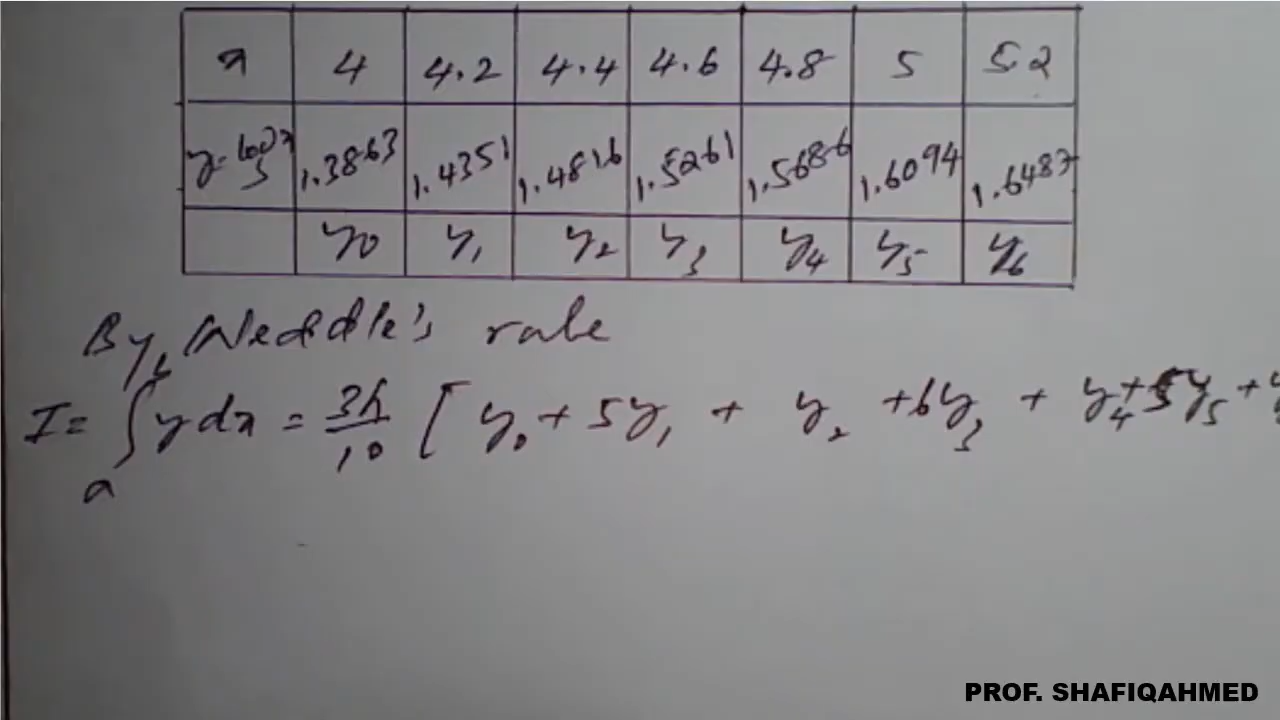 x 4 4.2 4.4 4.6 4.8 5 5.2
1.3863 1.4351 1.4816 1.5261 1.5686 1.6094 1.6487
y0 y1 y2 y3 y4 y5 y6
By Weddle's rule
I = ∫ₐᵇ y dx = 3h/10 [ y0 + 5y1 + y2 + 6y3 + y4 + 5y5 +
PROF. SHAFIQAHMED